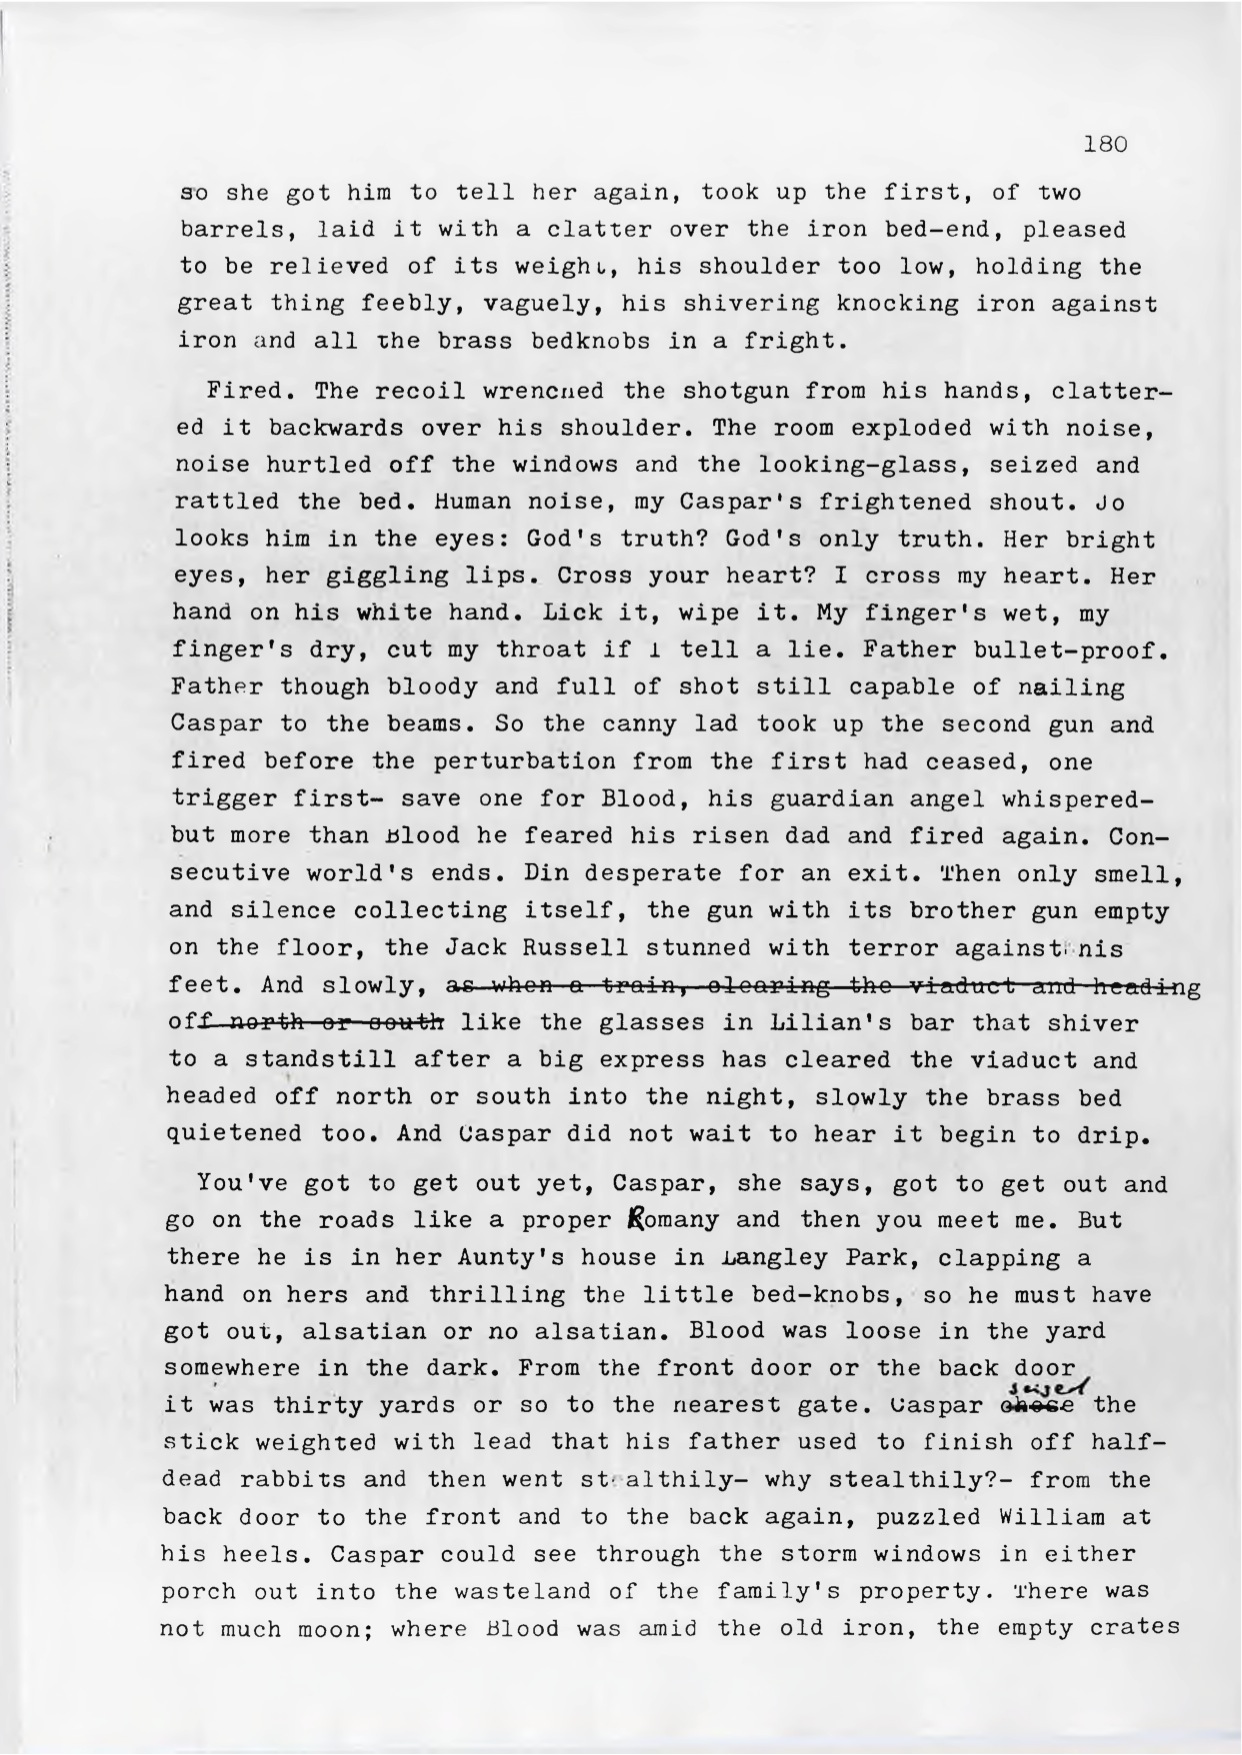 180
so she got him to tell her again, took up the first, of two
barrels, laid it with a clatter over the iron bed-end, pleased
to be relieved of its weight, his shoulder too low, holding the
great thing feebly, vaguely, his shivering knocking iron against
iron and all the brass bedknobs in a fright.
Fired. The recoil wrenched the shotgun from his hands, clatter-
ed it backwards over his shoulder. The room exploded with noise,
noise hurtled off the windows and the looking-glass, seized and
rattled the bed. Human noise, my Caspar's frightened shout. Jo
looks him in the eyes: God's truth? God's only truth. Her bright
eyes, her giggling lips. Cross your heart? I cross my heart. Her
hand on his white hand. Lick it, wipe it. My finger's wet, my
finger's dry, cut my throat if I tell a lie. Father bullet-proof.
Father though bloody and full of shot still capable of nailing
Caspar to the beams. So the canny lad took up the second gun and
fired before the perturbation from the first had ceased, one
trigger first- save one for Blood, his guardian angel whispered-
but more than Blood he feared his risen dad and fired again. Con-
secutive world's ends. Din desperate for an exit. Then only smell,
and silence collecting itself, the gun with its brother gun empty
on the floor, the Jack Russell stunned with terror against his
feet. And slowly, as when a train, clearing the viaduct and heading
off north or south like the glasses in Lilian's bar that shiver
to a standstill after a big express has cleared the viaduct and
headed off north or south into the night, slowly the brass bed
quietened too. And Caspar did not wait to hear it begin to drip.
You've got to get out yet, Caspar, she says, got to get out and
go on the roads like a proper Romany and then you meet me. But
there he is in her Aunty's house in Langley Park, clapping a
hand on hers and thrilling the little bed-knobs, so he must have
got out, alsatian or no alsatian. Blood was loose in the yard
somewhere in the dark. From the front door or the back door
seized
it was thirty yards or so to the nearest gate. Caspar chose the
stick weighted with lead that his father used to finish off half-
dead rabbits and then went stealthily- why stealthily?- from the
back door to the front and to the back again, puzzled William at
his heels. Caspar could see through the storm windows in either
porch out into the wasteland of the family's property. There was
not much moon; where Blood was amid the old iron, the empty crates